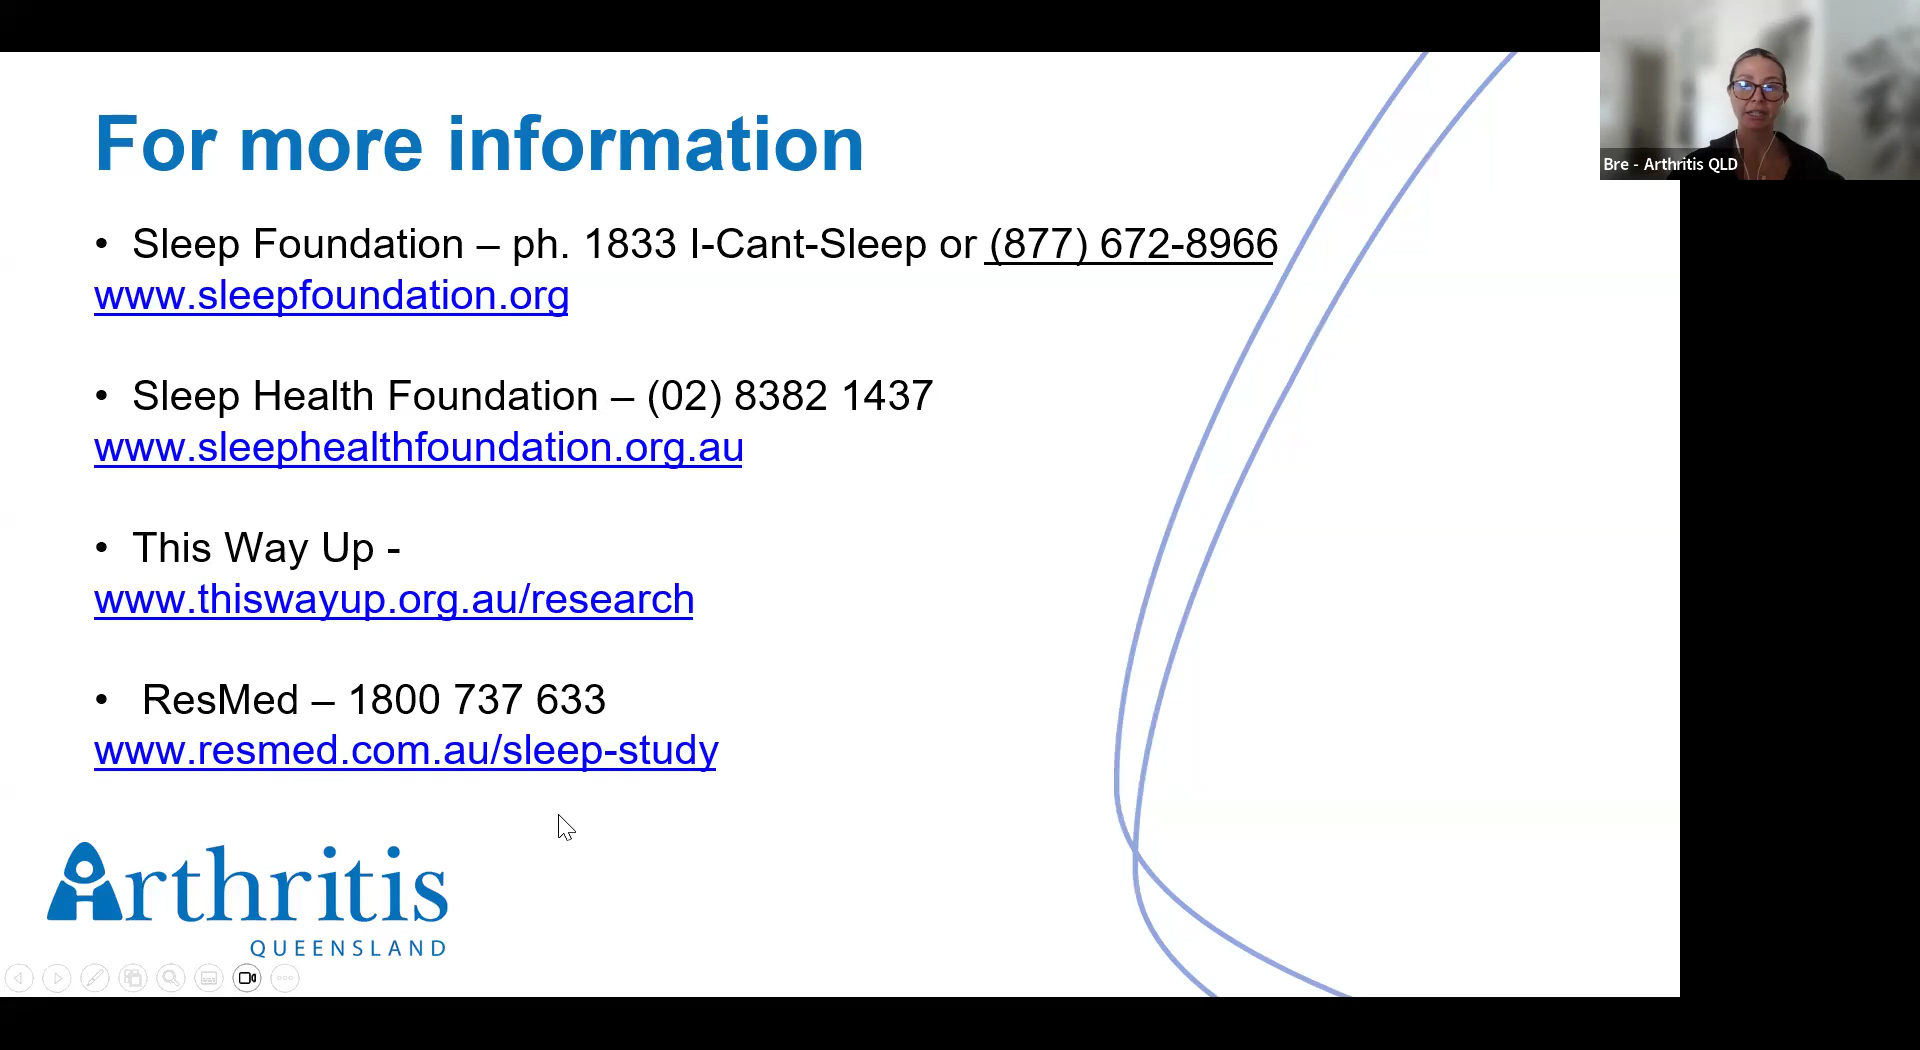 For more information
• Sleep Foundation – ph. 1833 I-Cant-Sleep or (877) 672-8966
www.sleepfoundation.org
• Sleep Health Foundation – (02) 8382 1437
www.sleephealthfoundation.org.au
• This Way Up -
www.thiswayup.org.au/research
• ResMed – 1800 737 633
www.resmed.com.au/sleep-study
Arthritis
QUEENSLAND
Bre - Arthritis QLD